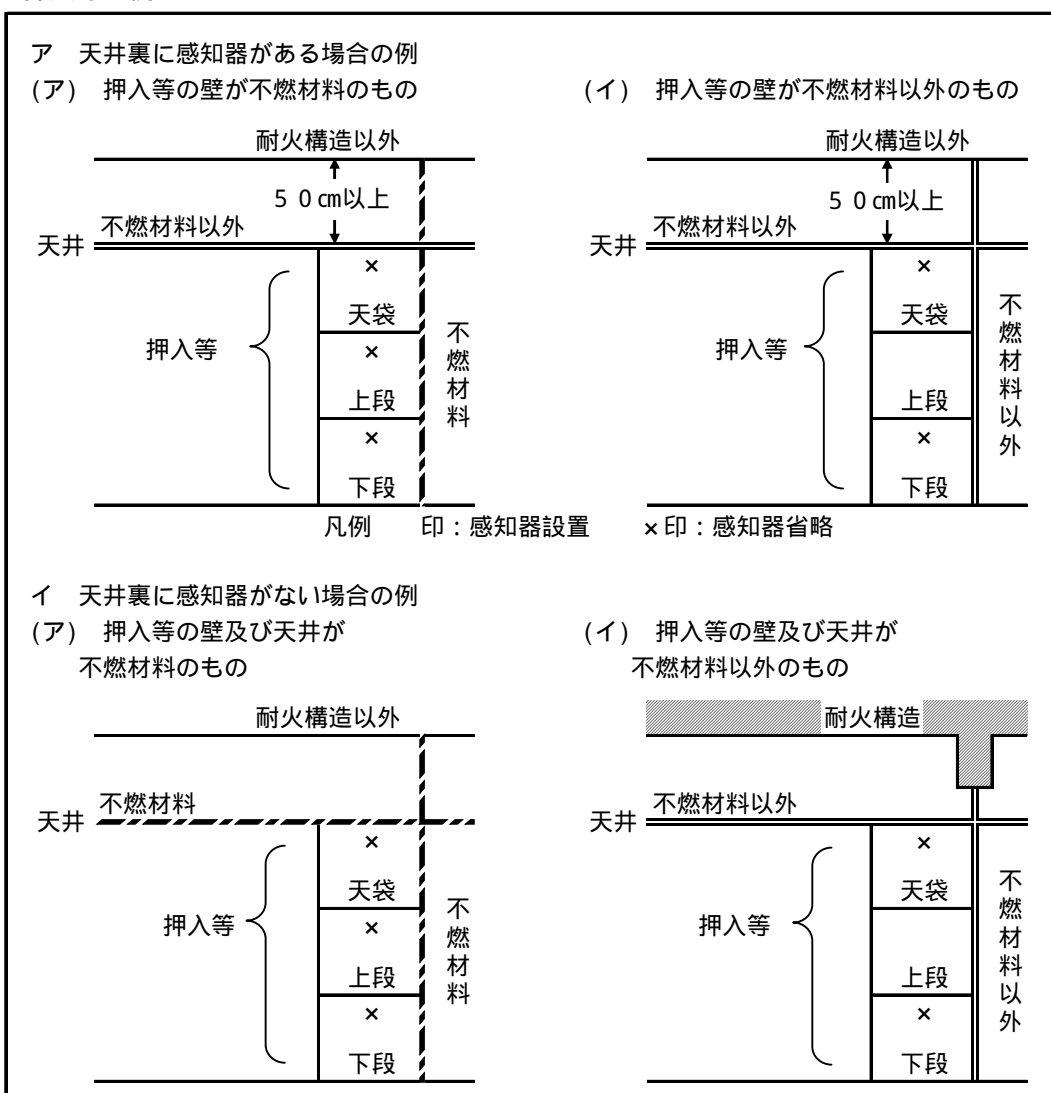 ア 天井裏に感知器がある場合の例
(ア) 押入等の壁が不燃材料のもの
耐火構造以外
50㎝以上
不燃材料以外
天井
×
天袋
押入等
×
上段
×
下段
不燃材料
(イ) 押入等の壁が不燃材料以外のもの
耐火構造以外
50㎝以上
不燃材料以外
天井
×
天袋
押入等
上段
×
下段
不燃材料以外
凡例 印:感知器設置 ×印:感知器省略
イ 天井裏に感知器がない場合の例
(ア) 押入等の壁及び天井が
不燃材料のもの
耐火構造以外
不燃材料
天井
×
天袋
押入等
×
上段
×
下段
不燃材料
(イ) 押入等の壁及び天井が
不燃材料以外のもの
耐火構造
不燃材料以外
天井
×
天袋
押入等
上段
×
下段
不燃材料以外